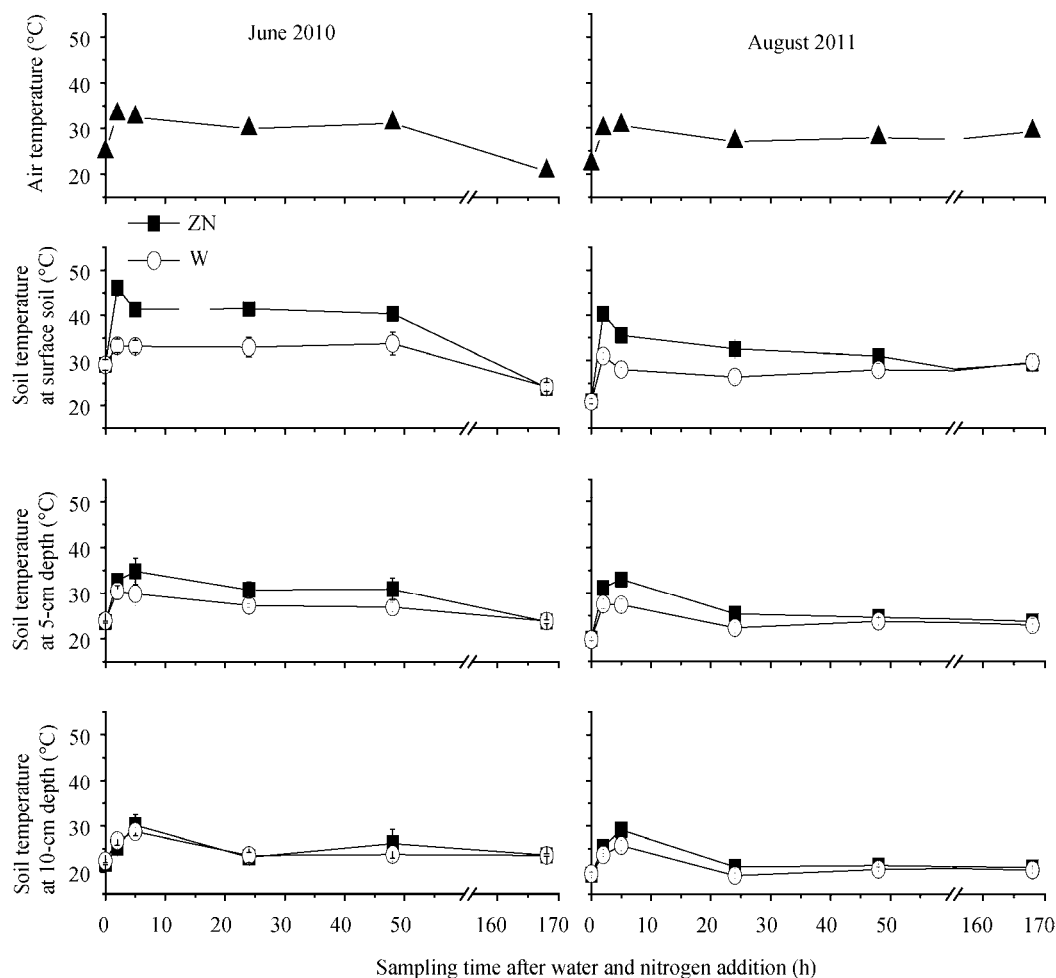 June 2010
August 2011
Air temperature (°C)
50
40
30
20
ZN
W
Soil temperature
at surface soil (°C)
50
40
30
20
Soil temperature
at 5-cm depth (°C)
50
40
30
20
Soil temperature
at 10-cm depth (°C)
50
40
30
20
0 10 20 30 40 50 160 170
0 10 20 30 40 50 160 170
Sampling time after water and nitrogen addition (h)